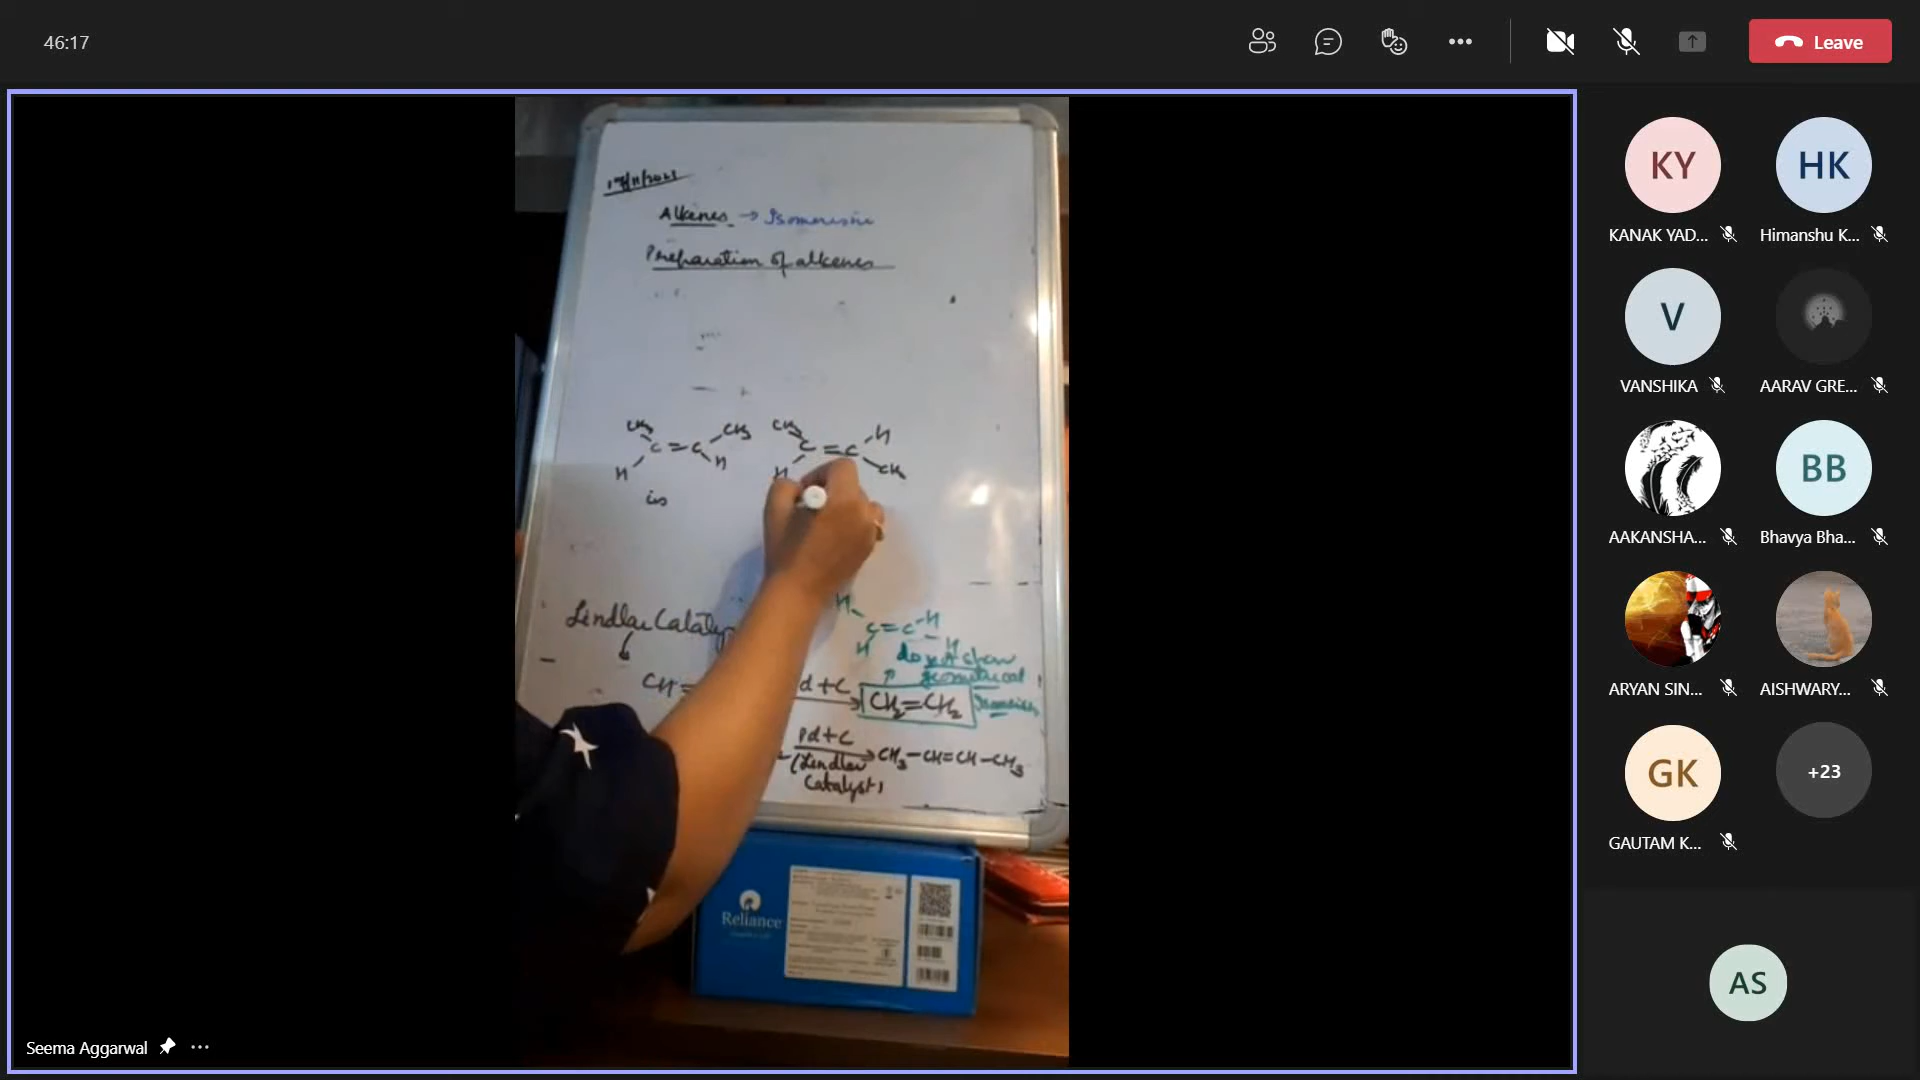 46:17
Leave
Alkenes → Isomerism
Preparation of alkenes
CH3 CH3 CH3 H
C=C C=C
H H H CH3
cis
Lindlar Catalyst
H H
C=C
H H
do not show
geometrical
CH≡ Pd+C CH2=CH2 Isomerism
Pd+C
CH3-CH=CH-CH3
(Lindlar
Catalyst)
Reliance
KY
HK
KANAK YAD...
Himanshu K...
V
VANSHIKA
AARAV GRE...
BB
AAKANSHA...
Bhavya Bha...
ARYAN SIN...
AISHWARY...
GK
+23
GAUTAM K...
AS
Seema Aggarwal